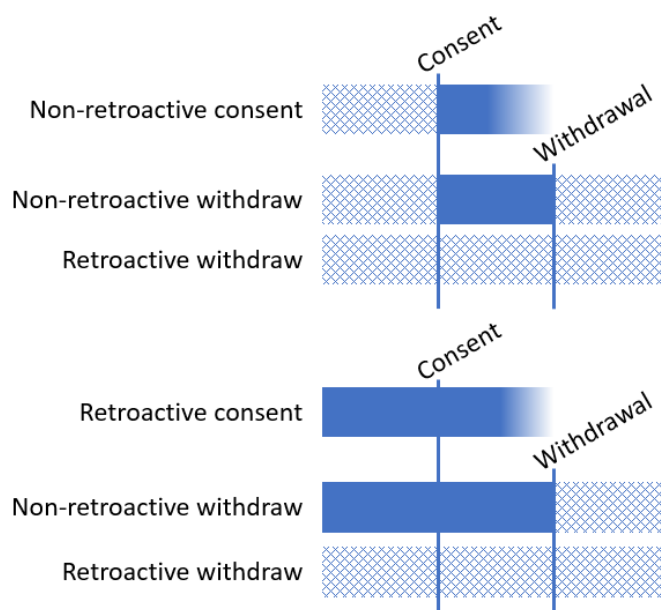 Consent
Non-retroactive consent
Withdrawal
Non-retroactive withdraw
Retroactive withdraw
Consent
Retroactive consent
Withdrawal
Non-retroactive withdraw
Retroactive withdraw